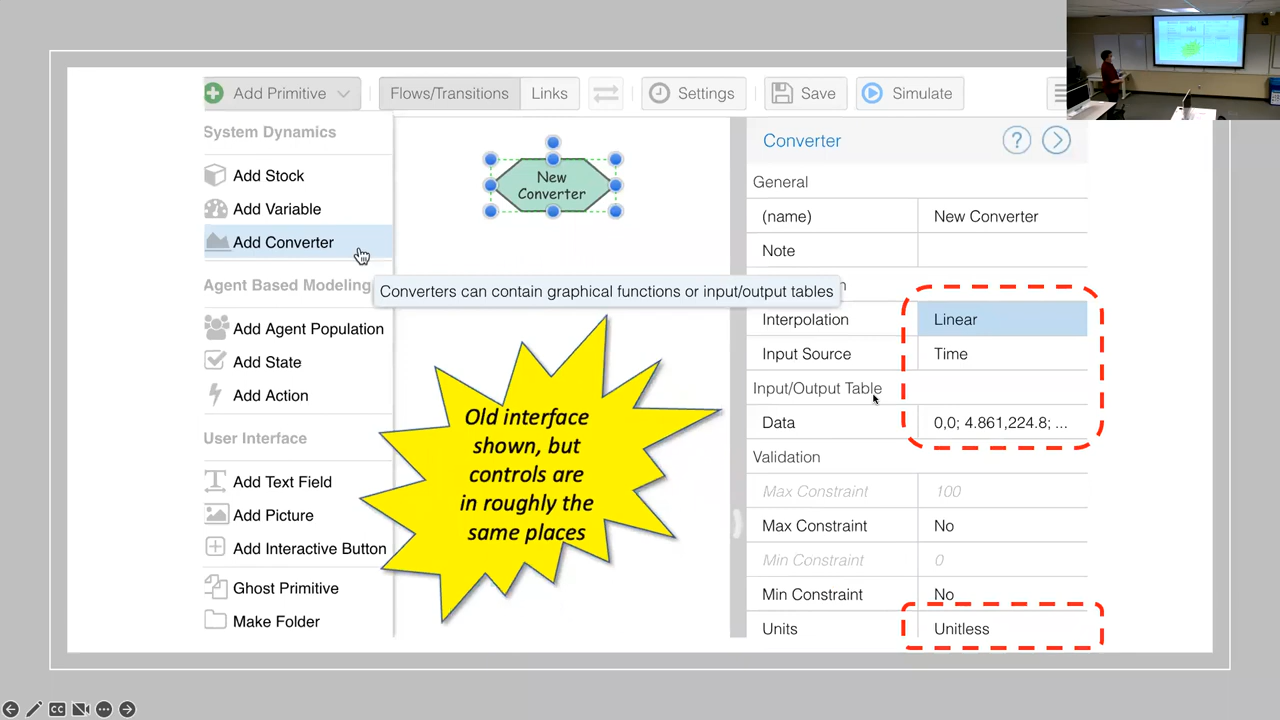 Add Primitive
Flows/Transitions
Links
Settings
Save
Simulate
System Dynamics
Add Stock
Add Variable
Add Converter
Agent Based Modeling
Add Agent Population
Add State
Add Action
User Interface
Add Text Field
Add Picture
Add Interactive Button
Ghost Primitive
Make Folder
New
Converter
Converters can contain graphical functions or input/output tables
Old interface
shown, but
controls are
in roughly the
same places
Converter
?
General
(name) New Converter
Note
Interpolation Linear
Input Source Time
Input/Output Table
Data 0,0; 4.861,224.8; ...
Validation
Max Constraint 100
Max Constraint No
Min Constraint 0
Min Constraint No
Units Unitless
CC